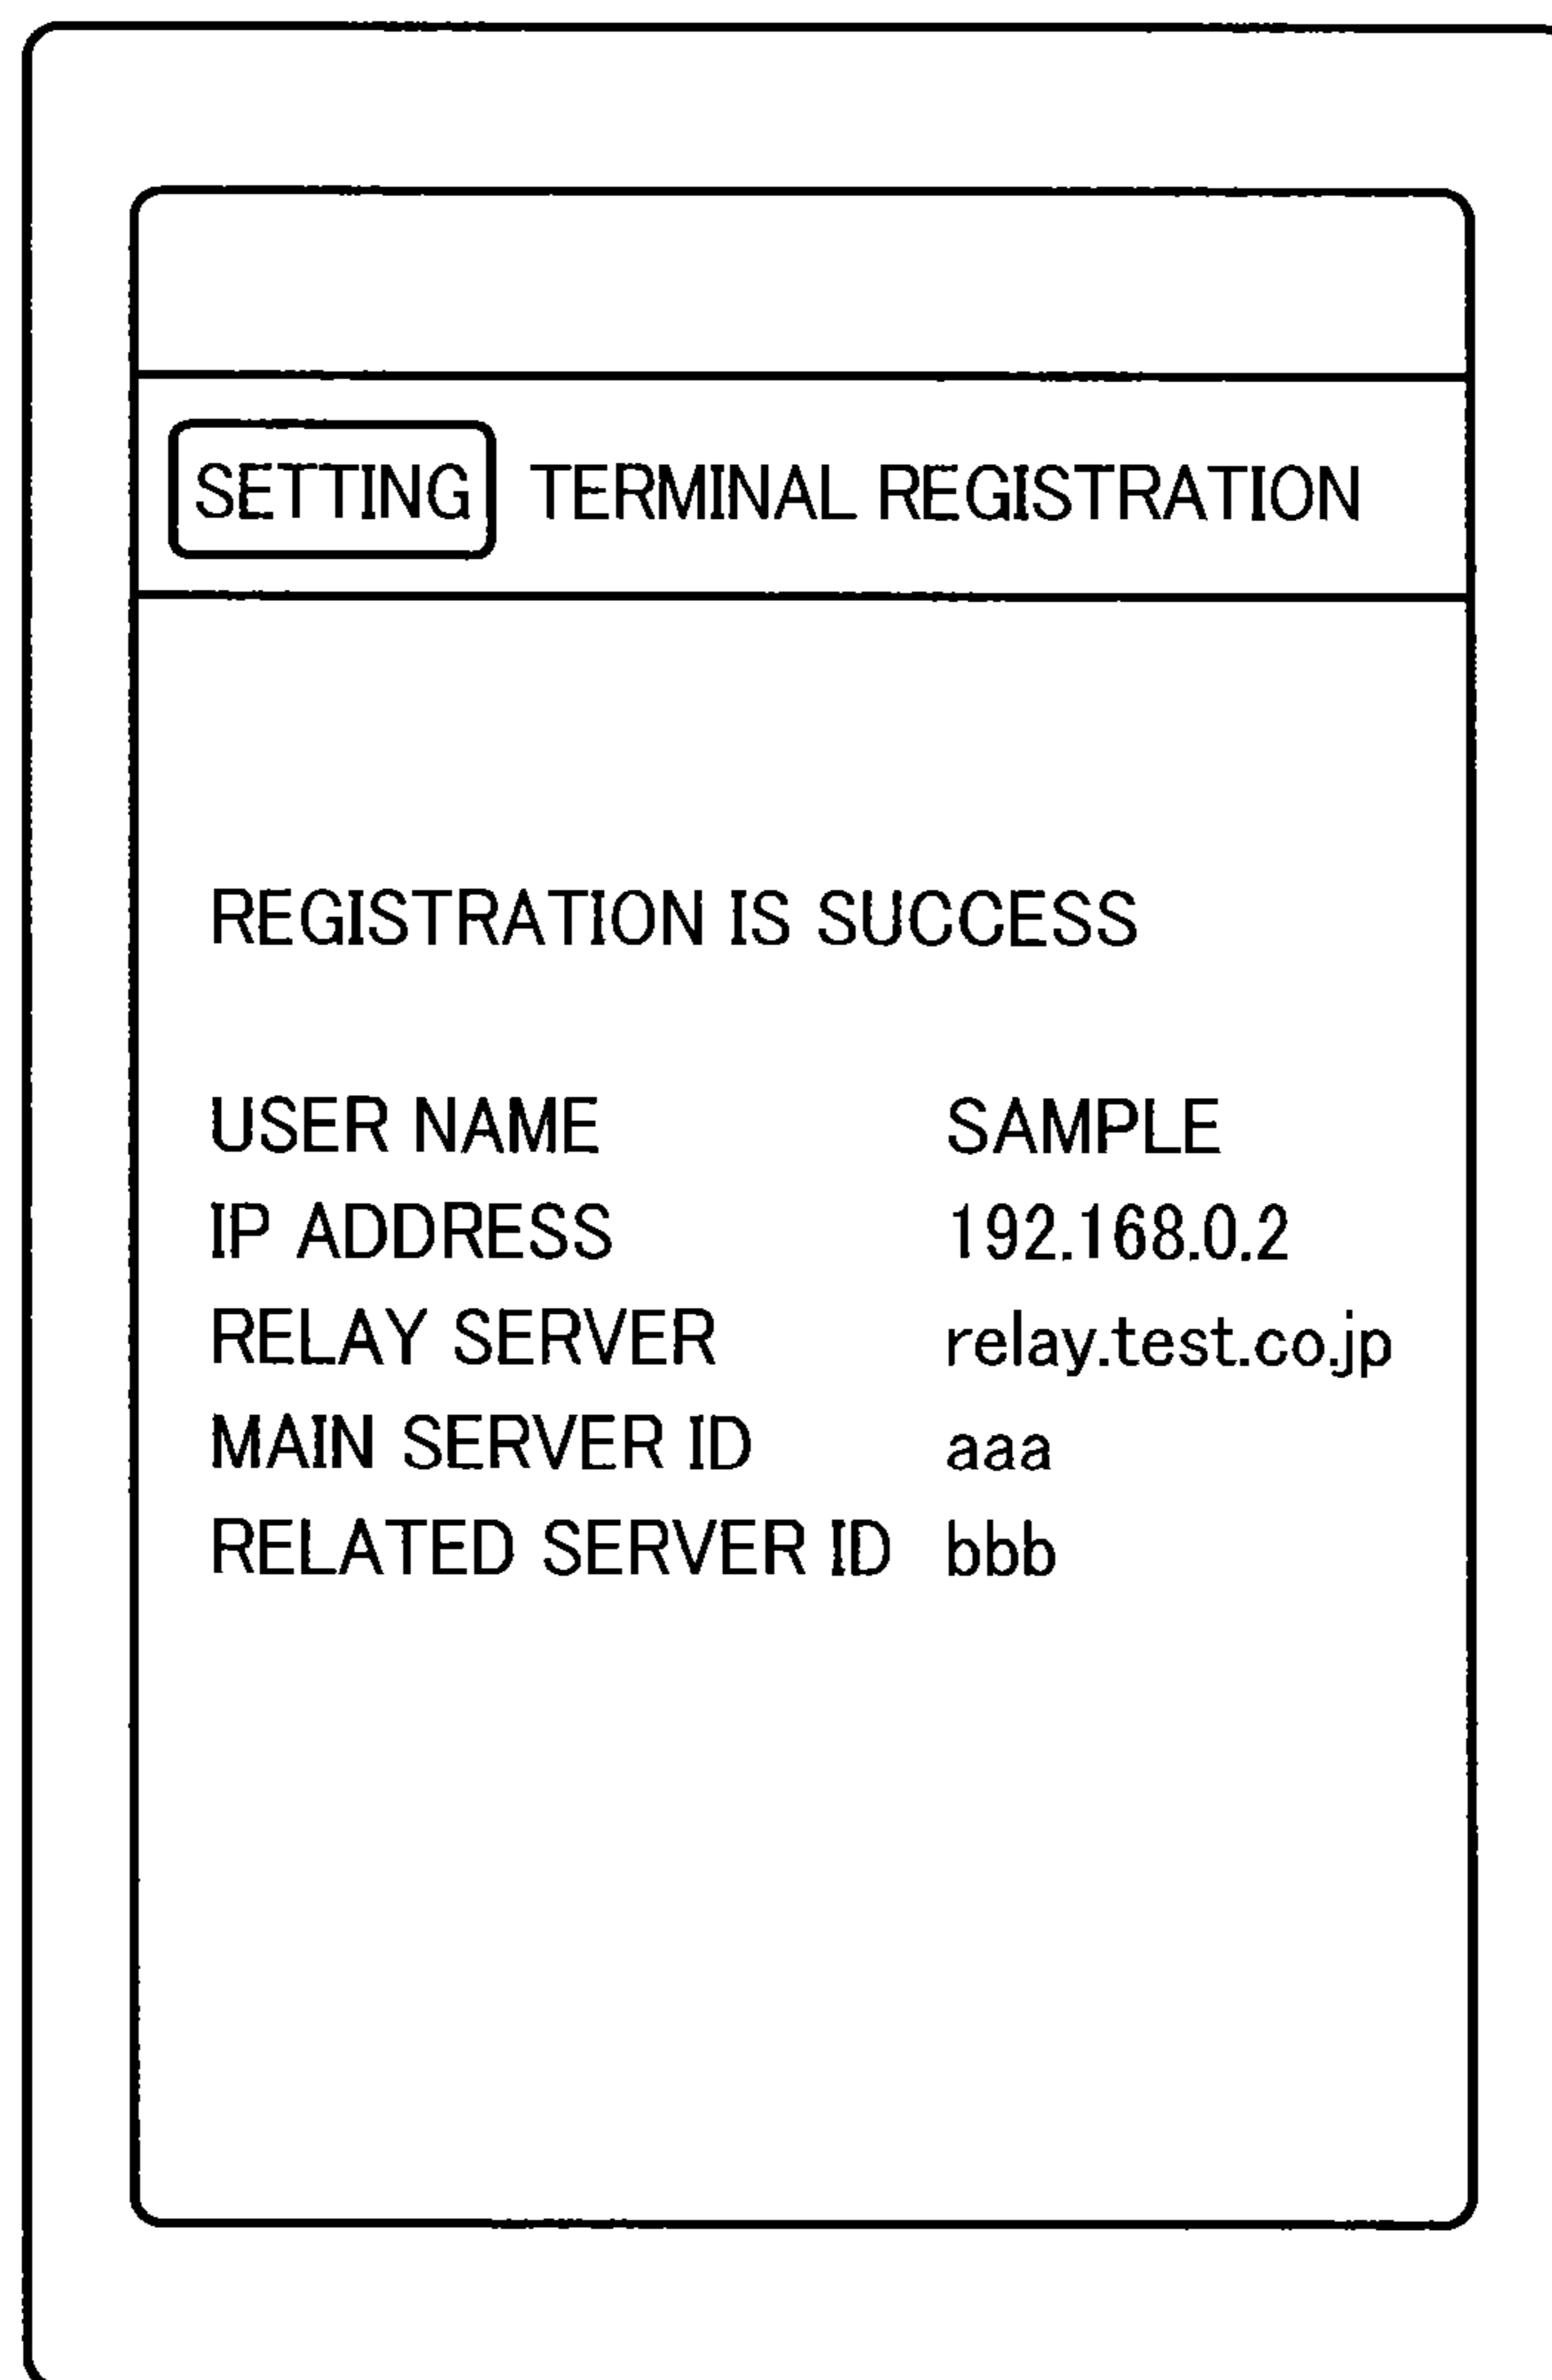 SETTING TERMINAL REGISTRATION
REGISTRATION IS SUCCESS
USER NAME SAMPLE
IP ADDRESS 192.168.0.2
RELAY SERVER relay.test.co.jp
MAIN SERVER ID aaa
RELATED SERVER ID bbb